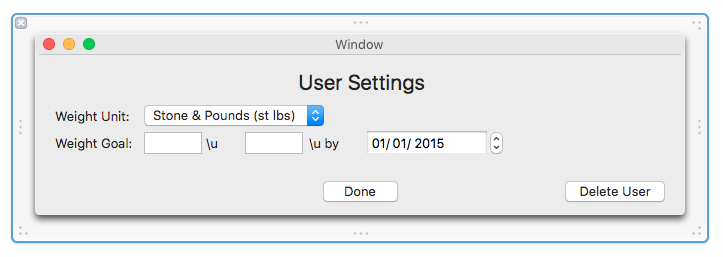 Window
User Settings
Weight Unit: Stone & Pounds (st lbs)
Weight Goal: \u \u by 01/ 01/ 2015
Done Delete User